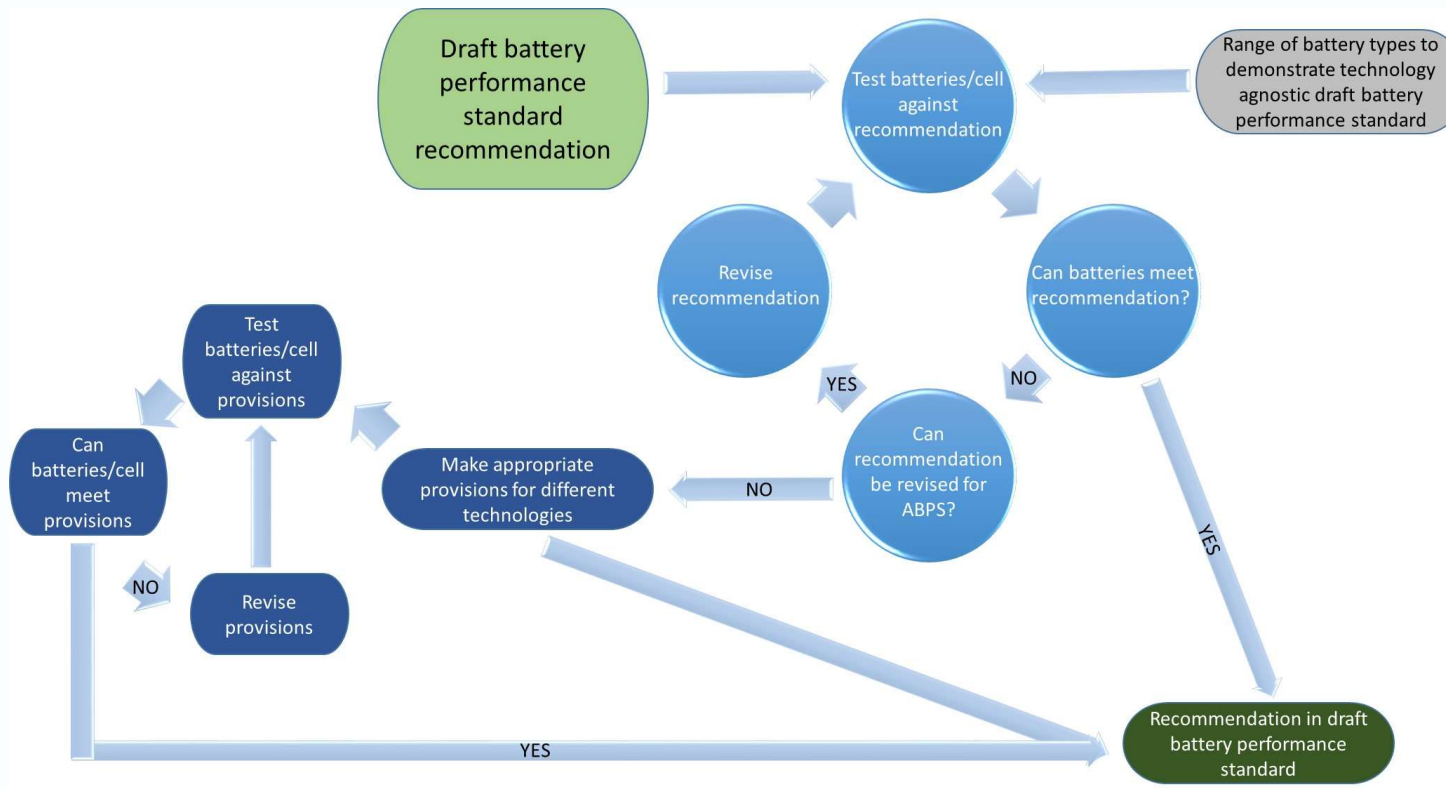 Draft battery
performance
standard
recommendation
Test batteries/cell
against
recommendation
Range of battery types to
demonstrate technology
agnostic draft battery
performance standard
Revise
recommendation
Can batteries meet
recommendation?
NO
YES
Can
recommendation
be revised for
ABPS?
NO
Make appropriate
provisions for different
technologies
Test
batteries/cell
against
provisions
Can
batteries/cell
meet
provisions
NO
Revise
provisions
YES
YES
Recommendation in draft
battery performance
standard